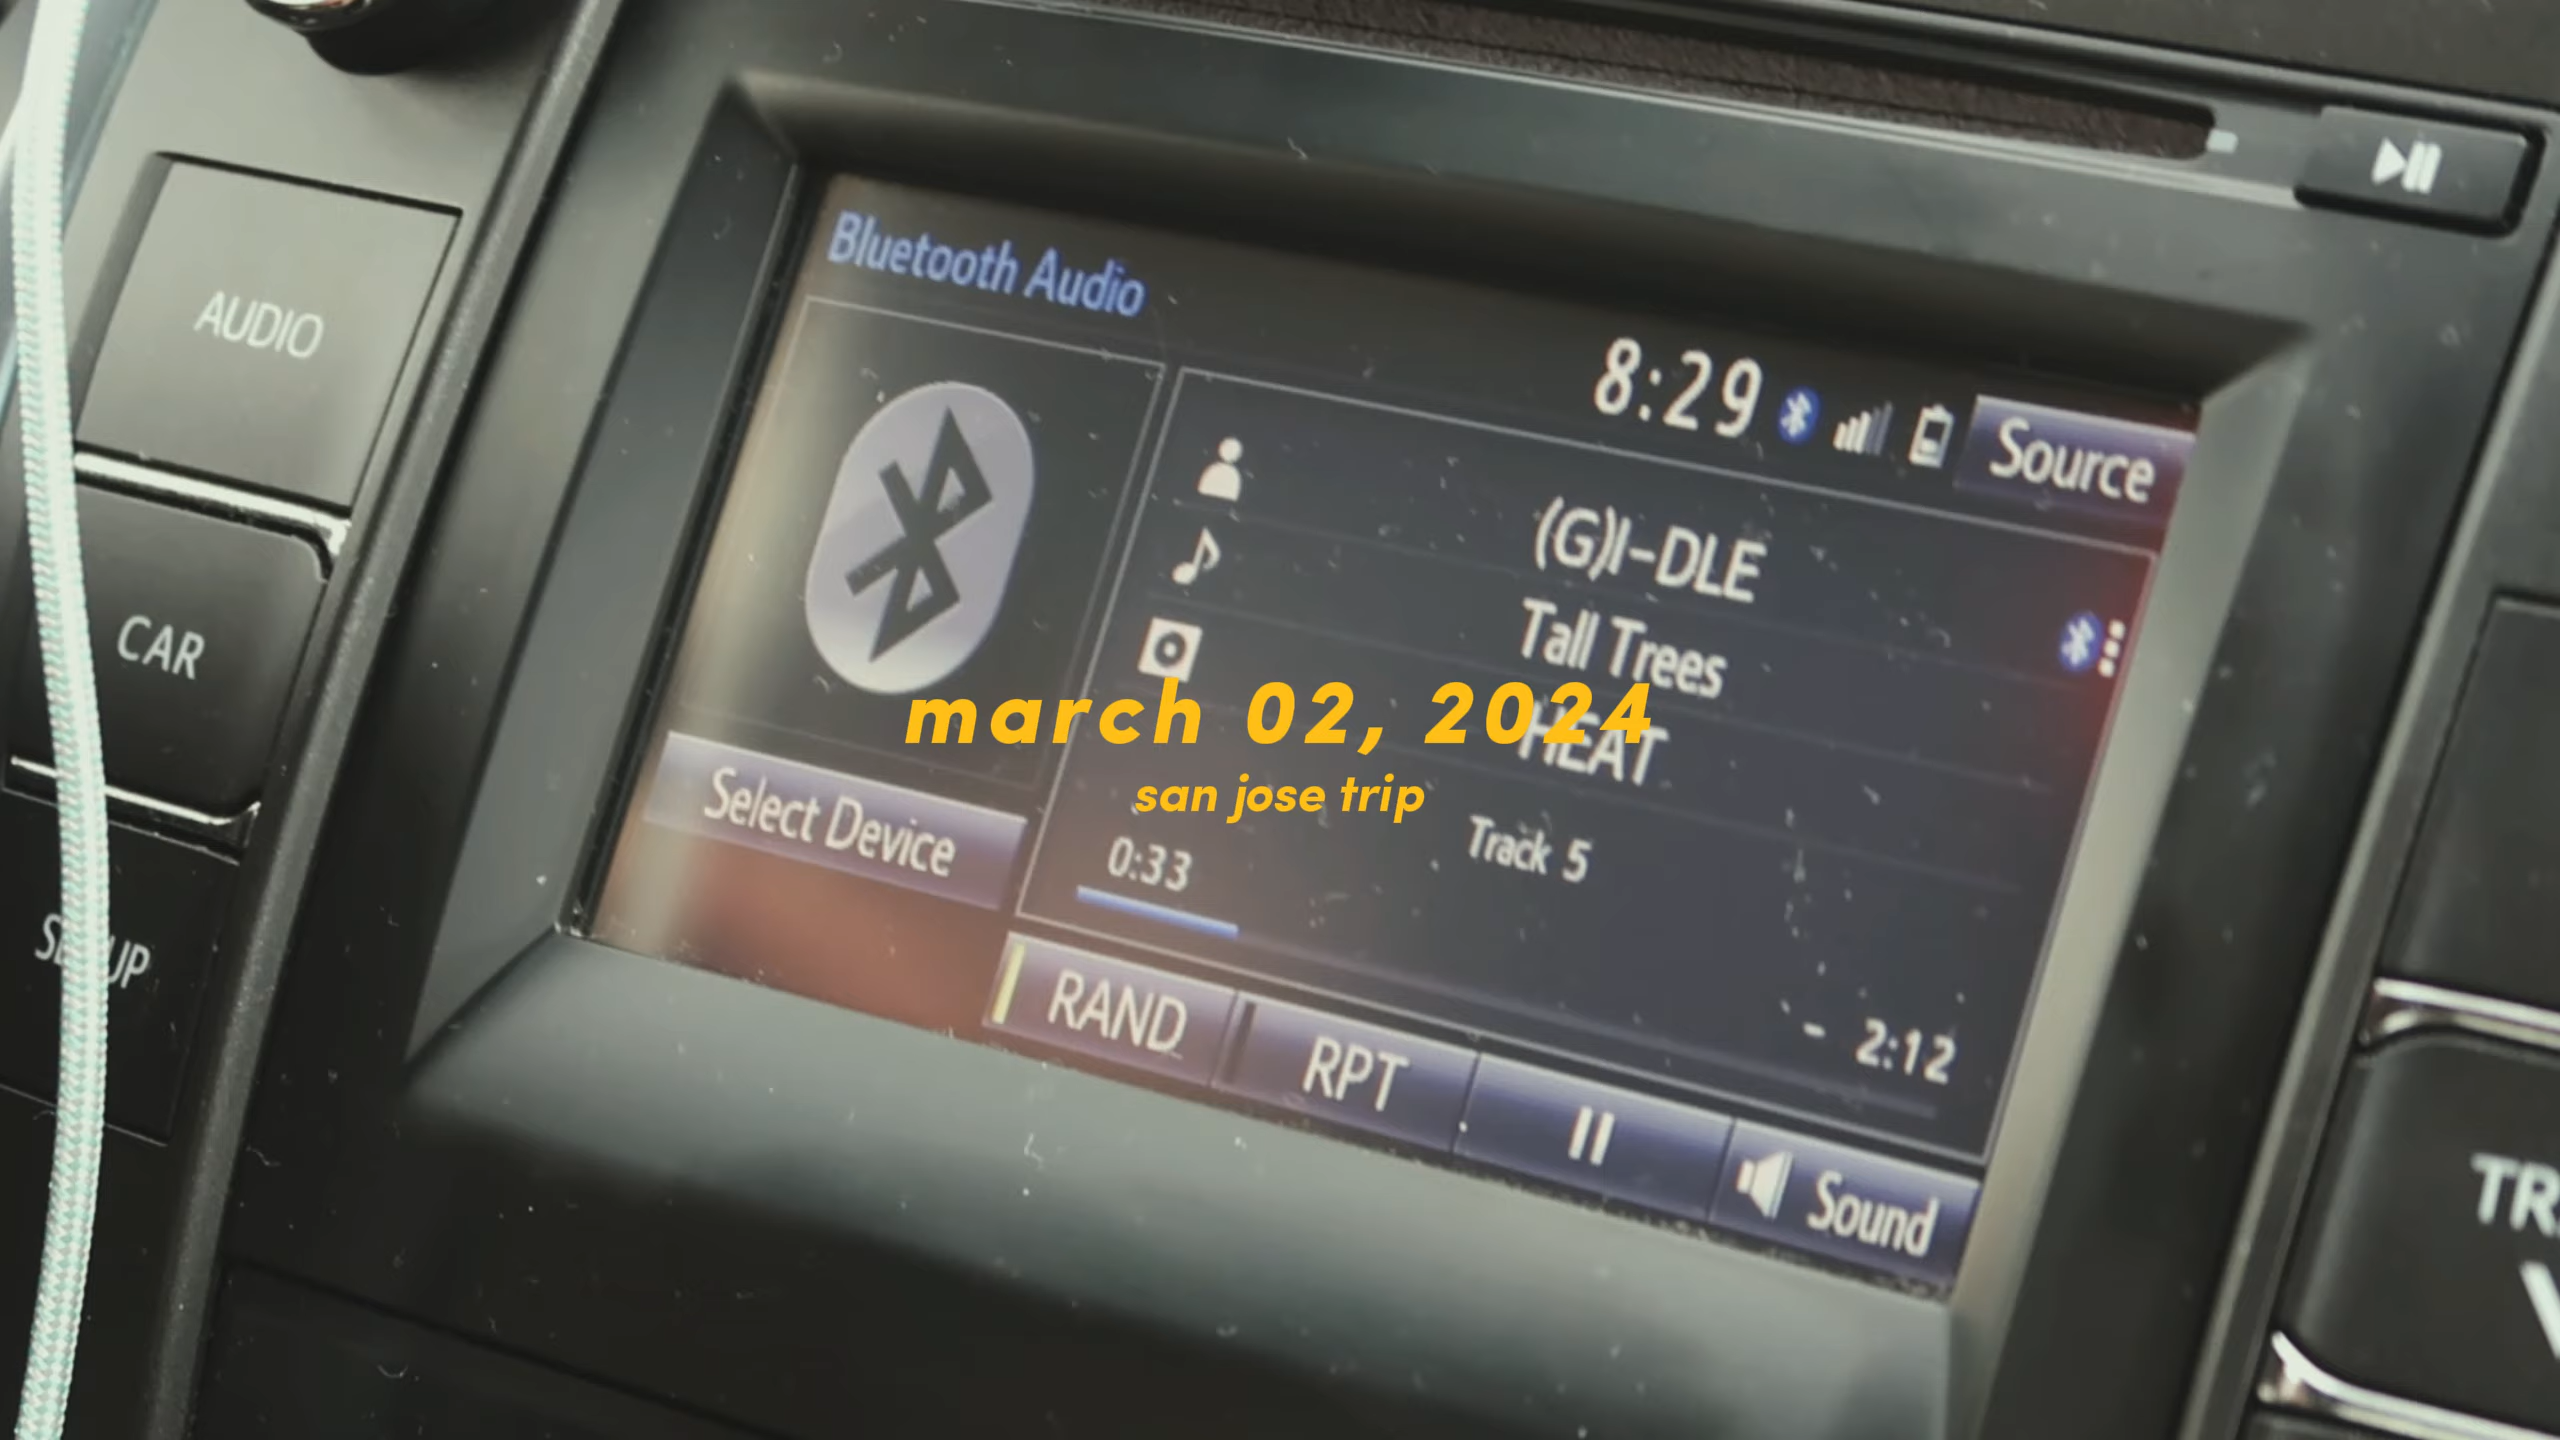 AUDIO
CAR
Bluetooth Audio
8:29
Source
(G)I-DLE
Tall Trees
HEAT
march 02, 2024
san jose trip
Select Device
Track 5
0:33
- 2:12
RAND
RPT
Sound